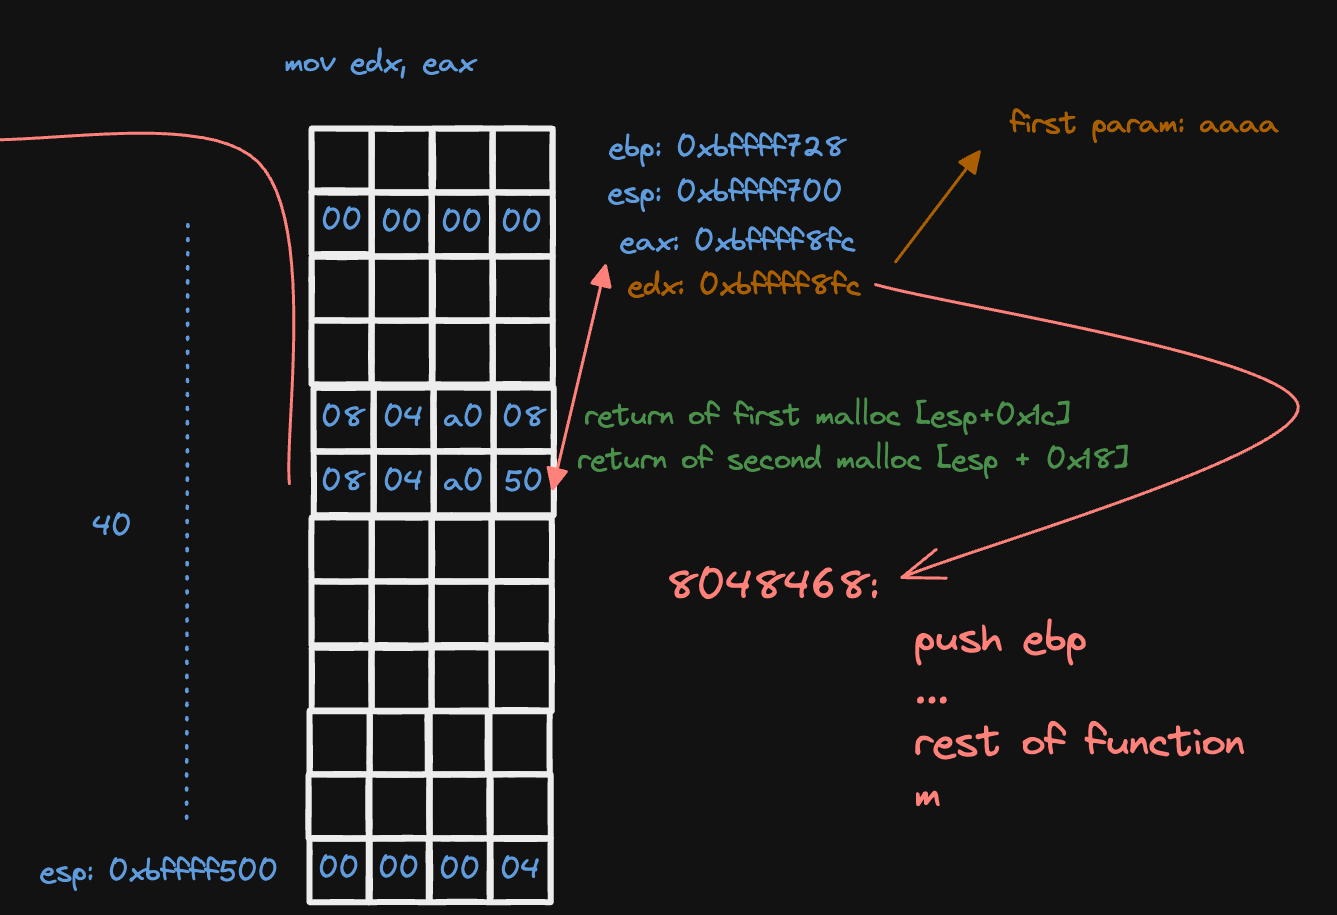 mov edx, eax
first param: aaaa
ebp: 0xbffff728
esp: 0xbffff700
00 00 00 00
eax: 0xbffff8fc
edx: 0xbffff8fc
08 04 a0 08
return of first malloc [esp+0x1c]
return of second malloc [esp + 0x18]
08 04 a0 50
40
8048468:
push ebp
...
rest of function
m
esp: 0xbffff500
00 00 00 04